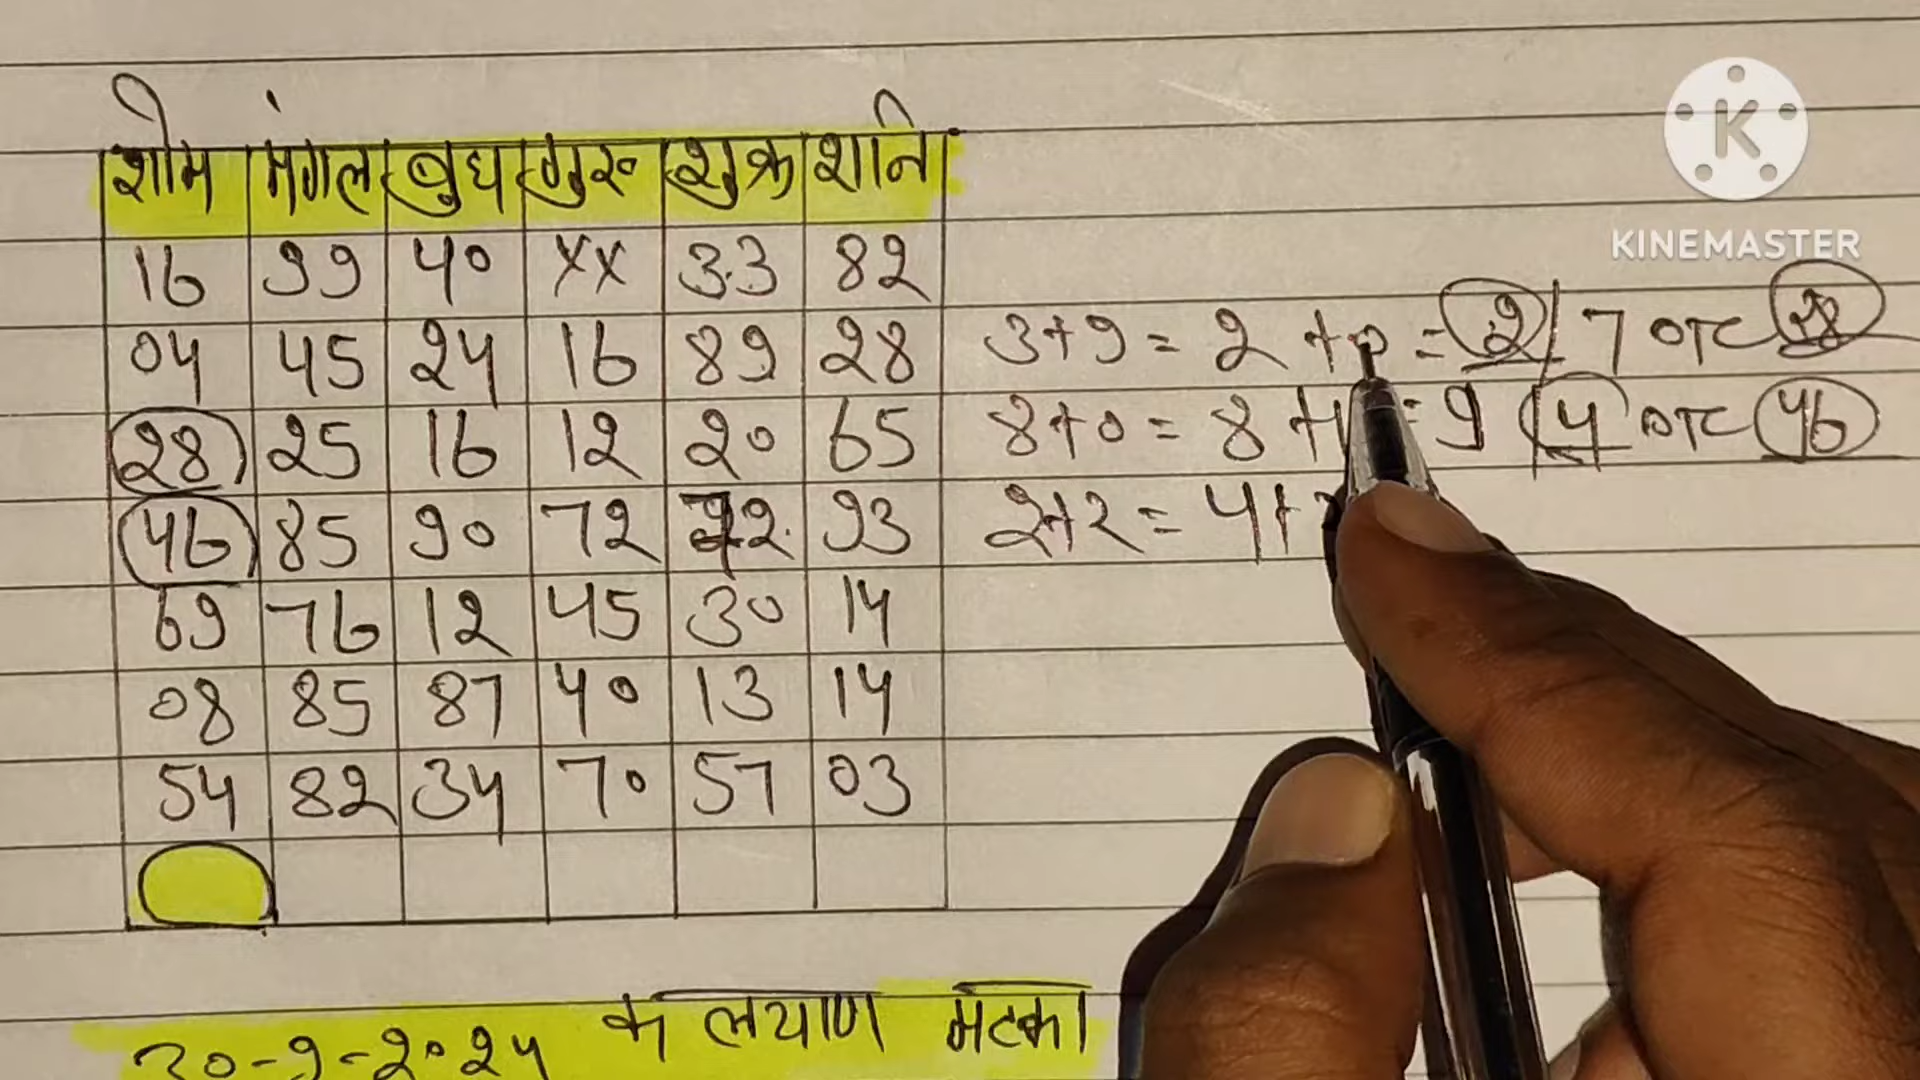 शोम मंगल बुध गुरु शुक्र शनि
16 99 40 XX 33 82
04 45 24 16 89 28
28 25 16 12 20 65
46 85 90 72 93
69 76 12 45 30 14
08 85 87 40 13 14
54 82 34 70 57 03
3+9 = 2 +0 = 2/7 OTC 28
8+0 = 8 + = 9 (4 OTC 46
2+2 = 4+
30-9-2024 कल्याण मटका
K
KINEMASTER